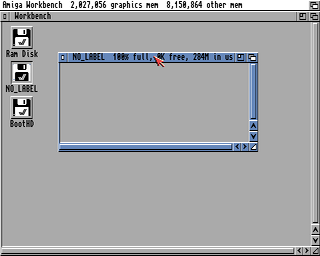 Amiga Workbench 2,027,056 graphics mem 8,150,864 other mem
Workbench
Ram Disk
NO_LABEL 100% full, 0K free, 284M in us
NO_LABEL
BootHD